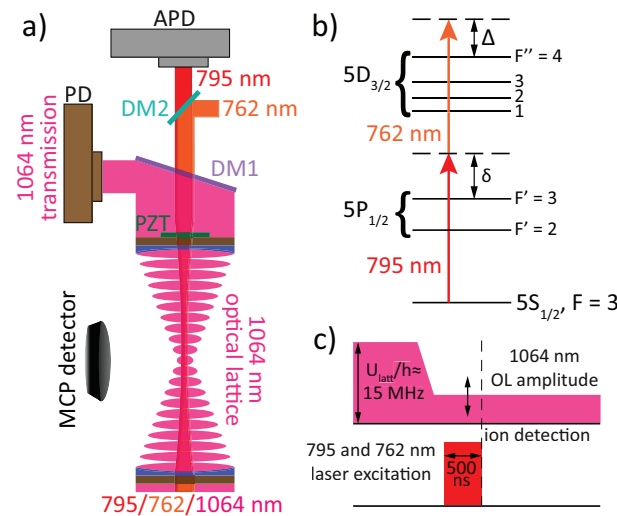 a)
APD
795 nm
762 nm
DM2
PD
1064 nm
transmission
DM1
PZT
1064 nm
optical lattice
MCP detector
795/762/1064 nm
b)
Δ
F'' = 4
5D3/2
3
2
1
762 nm
δ
F' = 3
5P1/2
F' = 2
795 nm
5S1/2, F = 3
c)
Ulatt/h≈
15 MHz
1064 nm
OL amplitude
ion detection
795 and 762 nm
laser excitation
500
ns